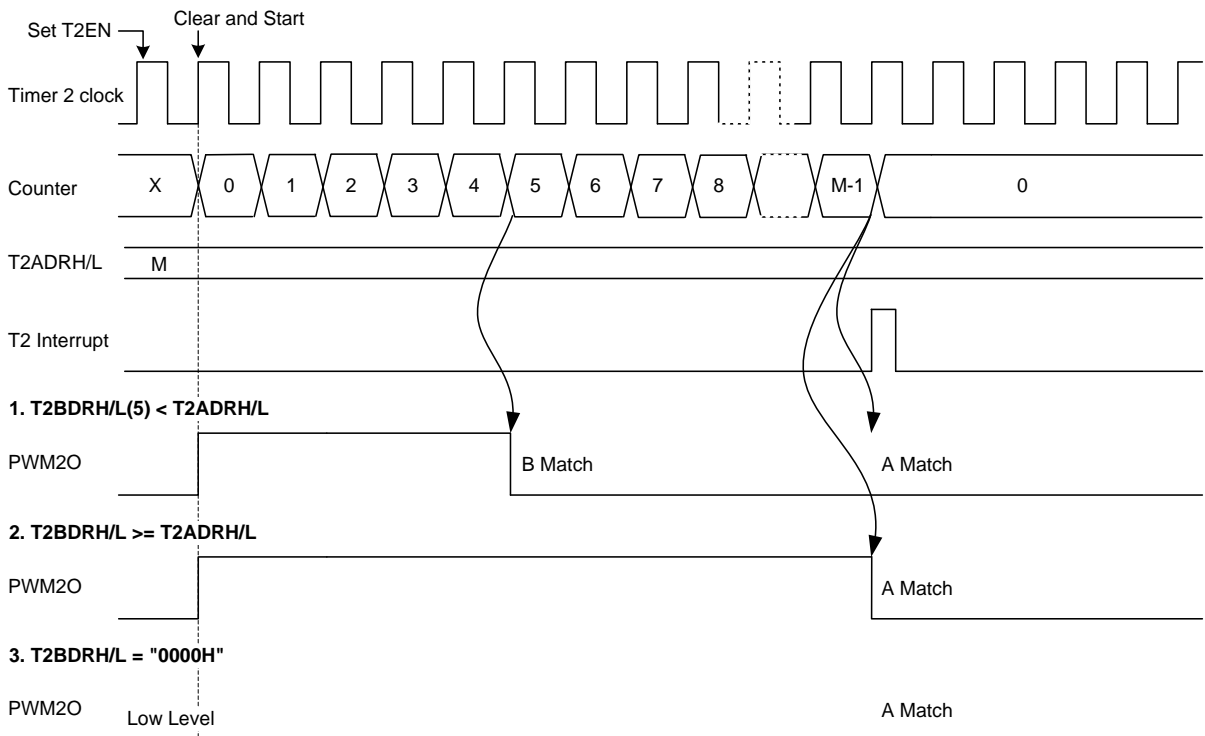 Clear and Start
Set T2EN
Timer 2 clock
Counter X 0 1 2 3 4 5 6 7 8 M-1 0
T2ADRH/L M
T2 Interrupt
1. T2BDRH/L(5) < T2ADRH/L
PWM2O B Match A Match
2. T2BDRH/L >= T2ADRH/L
PWM2O A Match
3. T2BDRH/L = "0000H"
PWM2O Low Level A Match